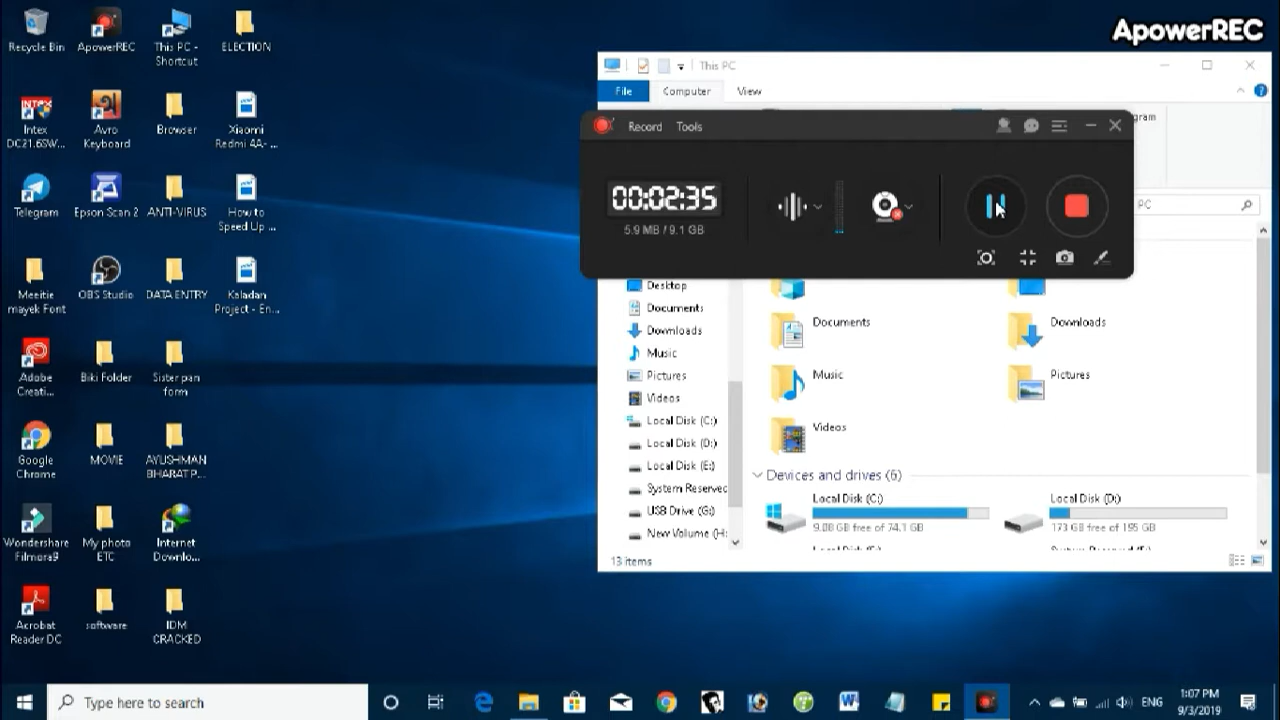 ApowerREC
Recycle Bin
ApowerREC
This PC -
Shortcut
ELECTION
Intex
DC21.6SW...
Avro
Keyboard
Browser
Xiaomi
Redmi 4A- ...
Telegram
Epson Scan 2
ANTI-VIRUS
How to
Speed Up ...
Meeitie
mayek Font
OBS Studio
DATA ENTRY
Kaladan
Project - En...
Adobe
Creati...
Biki Folder
Sister pan
form
Google
Chrome
MOVIE
AYUSHMAN
BHARAT P...
Wondershare
Filmora9
My photo
ETC
Internet
Downlo...
Acrobat
Reader DC
software
IDM
CRACKED
This PC
File Computer View
gram
Record Tools
00:02:35
5.9 MB / 9.1 GB
PC
Desktop
Documents
Downloads
Music
Pictures
Videos
Local Disk (C:)
Local Disk (D:)
Local Disk (E:)
System Reserved
USB Drive (G:)
New Volume (H:
Documents
Downloads
Music
Pictures
Videos
Devices and drives (6)
Local Disk (C:)
9.08 GB free of 74.1 GB
Local Disk (D:)
173 GB free of 195 GB
13 items
Type here to search
ENG
1:07 PM
9/3/2019